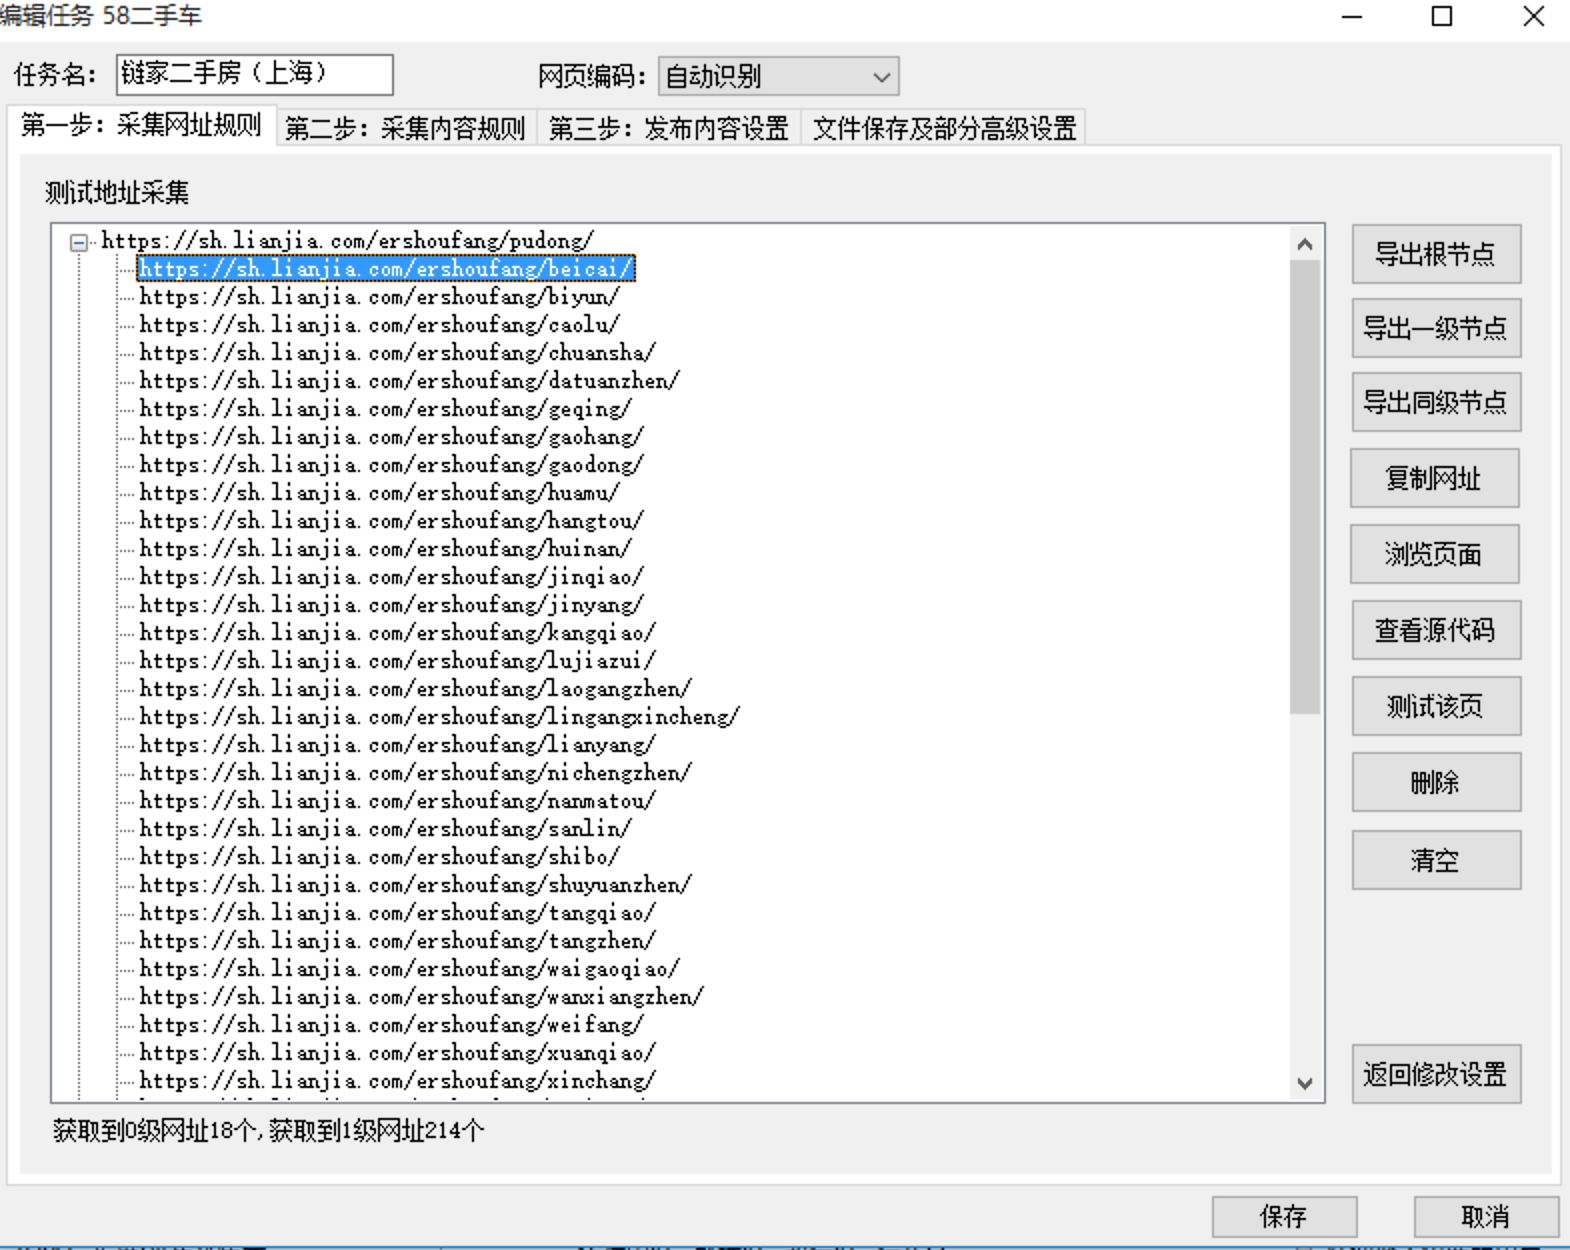 编辑任务 58二手车
任务名： 链家二手房（上海） 网页编码： 自动识别
第一步：采集网址规则 第二步：采集内容规则 第三步：发布内容设置 文件保存及部分高级设置
测试地址采集
https://sh.lianjia.com/ershoufang/pudong/
https://sh.lianjia.com/ershoufang/beicai/
https://sh.lianjia.com/ershoufang/biyun/
https://sh.lianjia.com/ershoufang/caolu/
https://sh.lianjia.com/ershoufang/chuansha/
https://sh.lianjia.com/ershoufang/datuanzhen/
https://sh.lianjia.com/ershoufang/geqing/
https://sh.lianjia.com/ershoufang/gaohang/
https://sh.lianjia.com/ershoufang/gaodong/
https://sh.lianjia.com/ershoufang/huamu/
https://sh.lianjia.com/ershoufang/hangtou/
https://sh.lianjia.com/ershoufang/huinan/
https://sh.lianjia.com/ershoufang/jinqiao/
https://sh.lianjia.com/ershoufang/jinyang/
https://sh.lianjia.com/ershoufang/kangqiao/
https://sh.lianjia.com/ershoufang/lujiazui/
https://sh.lianjia.com/ershoufang/laogangzhen/
https://sh.lianjia.com/ershoufang/lingangxincheng/
https://sh.lianjia.com/ershoufang/lianyang/
https://sh.lianjia.com/ershoufang/nichengzhen/
https://sh.lianjia.com/ershoufang/nanmatou/
https://sh.lianjia.com/ershoufang/sanlin/
https://sh.lianjia.com/ershoufang/shibo/
https://sh.lianjia.com/ershoufang/shuyuanzhen/
https://sh.lianjia.com/ershoufang/tangqiao/
https://sh.lianjia.com/ershoufang/tangzhen/
https://sh.lianjia.com/ershoufang/waigaoqiao/
https://sh.lianjia.com/ershoufang/wanxiangzhen/
https://sh.lianjia.com/ershoufang/weifang/
https://sh.lianjia.com/ershoufang/xuanqiao/
https://sh.lianjia.com/ershoufang/xinchang/
导出根节点
导出一级节点
导出同级节点
复制网址
浏览页面
查看源代码
测试该页
删除
清空
返回修改设置
获取到0级网址18个,获取到1级网址214个
保存 取消